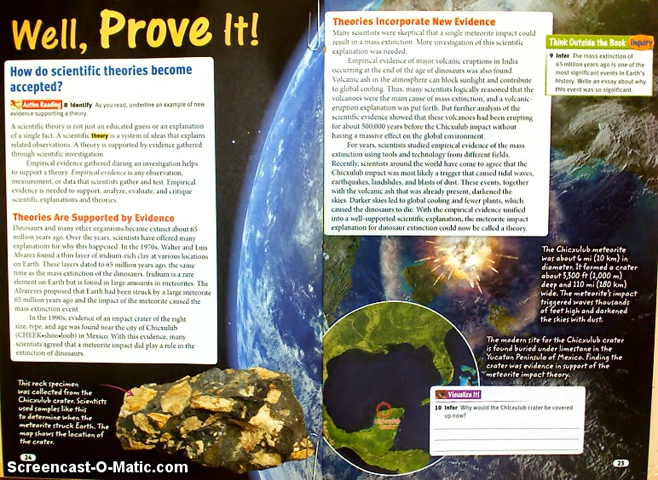 Well, Prove It!
How do scientific theories become
accepted?
Active Reading 8 Identify As you read, underline an example of new
evidence supporting a theory.
A scientific theory is not just an educated guess or an explanation
of a single fact. A scientific theory is a system of ideas that explains
related observations. A theory is supported by evidence gathered
through scientific investigation.
Empirical evidence gathered during an investigation helps
to support a theory. Empirical evidence is any observation,
measurement, or data that scientists gather and test. Empirical
evidence is needed to support, analyze, evaluate, and critique
scientific explanations and theories.
Theories Are Supported by Evidence
Dinosaurs and many other organisms became extinct about 65
million years ago. Over the years, scientists have offered many
explanations for why this happened. In the 1970s, Walter and Luis
Alvarez found a thin layer of iridium-rich clay at various locations
on Earth. These layers dated to 65 million years ago, the same
time as the mass extinction of the dinosaurs. Iridium is a rare
element on Earth but is found in large amounts in meteorites. The
Alvarezes proposed that Earth had been struck by a large meteorite
65 million years ago and the impact of the meteorite caused the
mass extinction.
In the 1990s, evidence of an impact crater of the right
size, type, and age was found near the city of Chicxulub
(CHEEK•shoo•loob) in Mexico. With this evidence, many
scientists agreed that a meteorite impact did play a role in the
extinction of dinosaurs.
This rock specimen
was collected from the
Chicxulub crater. Scientists
used samples like this
to determine when the
meteorite struck Earth. The
map shows the location of
the crater.
24
Theories Incorporate New Evidence
Many scientists were skeptical that a single meteorite impact could
result in a mass extinction. More investigation of this scientific
explanation was needed.
Empirical evidence of major volcanic eruptions in India
occurring at the end of the age of dinosaurs was also found.
Volcanic ash in the atmosphere can block sunlight and contribute
to global cooling. Thus, many scientists logically reasoned that the
volcanoes were the main cause of mass extinction, and a volcanic-
eruption explanation was put forth. But further analysis of the
scientific evidence showed that these volcanoes had been erupting
for about 500,000 years before the Chicxulub impact without
having a massive effect on the global environment.
For years, scientists studied empirical evidence of the mass
extinction using tools and technology from different fields.
Recently, scientists around the world have come to agree that the
Chicxulub impact was most likely a trigger that caused tidal waves,
earthquakes, landslides, and blasts of dust. These events, together
with the volcanic ash that was already present, darkened the
skies. Darker skies led to global cooling and fewer plants, which
caused the dinosaurs to die. With the empirical evidence unified
into a well-supported scientific explanation, the meteorite impact
explanation for dinosaur extinction could now be called a theory.
Think Outside the Book Inquiry
9 Infer The mass extinction of
65 million years ago is one of the
most significant events in Earth's
history. Write an essay about why
this event was so significant.
The Chicxulub meteorite
was about 6 mi (10 km) in
diameter. It formed a crater
about 3,300 ft (1,000 m)
deep and 110 mi (180 km)
wide. The meteorite's impact
triggered waves thousands
of feet high and darkened
the skies with dust.
The modern site for the Chicxulub crater
is found buried under limestone in the
Yucatan Peninsula of Mexico. Finding the
crater was evidence in support of the
meteorite impact theory.
Visualize It!
10 Infer Why would the Chicxulub crater be covered
up now?
25
Screencast-O-Matic.com